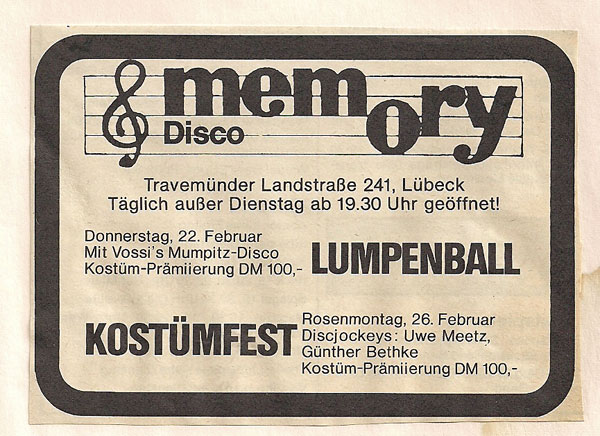 memory
Disco
Travemünder Landstraße 241, Lübeck
Täglich außer Dienstag ab 19.30 Uhr geöffnet!
Donnerstag, 22. Februar
Mit Vossi's Mumpitz-Disco
Kostüm-Prämiierung DM 100,-
LUMPENBALL
KOSTÜMFEST
Rosenmontag, 26. Februar
Discjockeys: Uwe Meetz,
Günther Bethke
Kostüm-Prämiierung DM 100,-